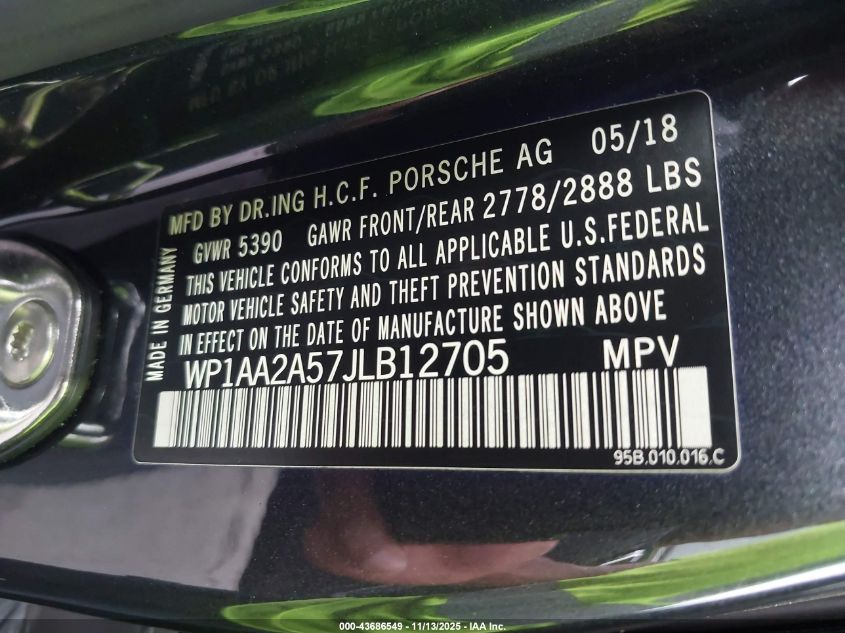 MFD BY DR.ING H.C.F. PORSCHE AG 05/18
GVWR 5390 GAWR FRONT/REAR 2778/2888 LBS
THIS VEHICLE CONFORMS TO ALL APPLICABLE U.S.FEDERAL
MOTOR VEHICLE SAFETY AND THEFT PREVENTION STANDARDS
IN EFFECT ON THE DATE OF MANUFACTURE SHOWN ABOVE
WP1AA2A57JLB12705 MPV
95B.010.016.C
MADE IN GERMANY
000-43686549 - 11/13/2025 - IAA Inc.